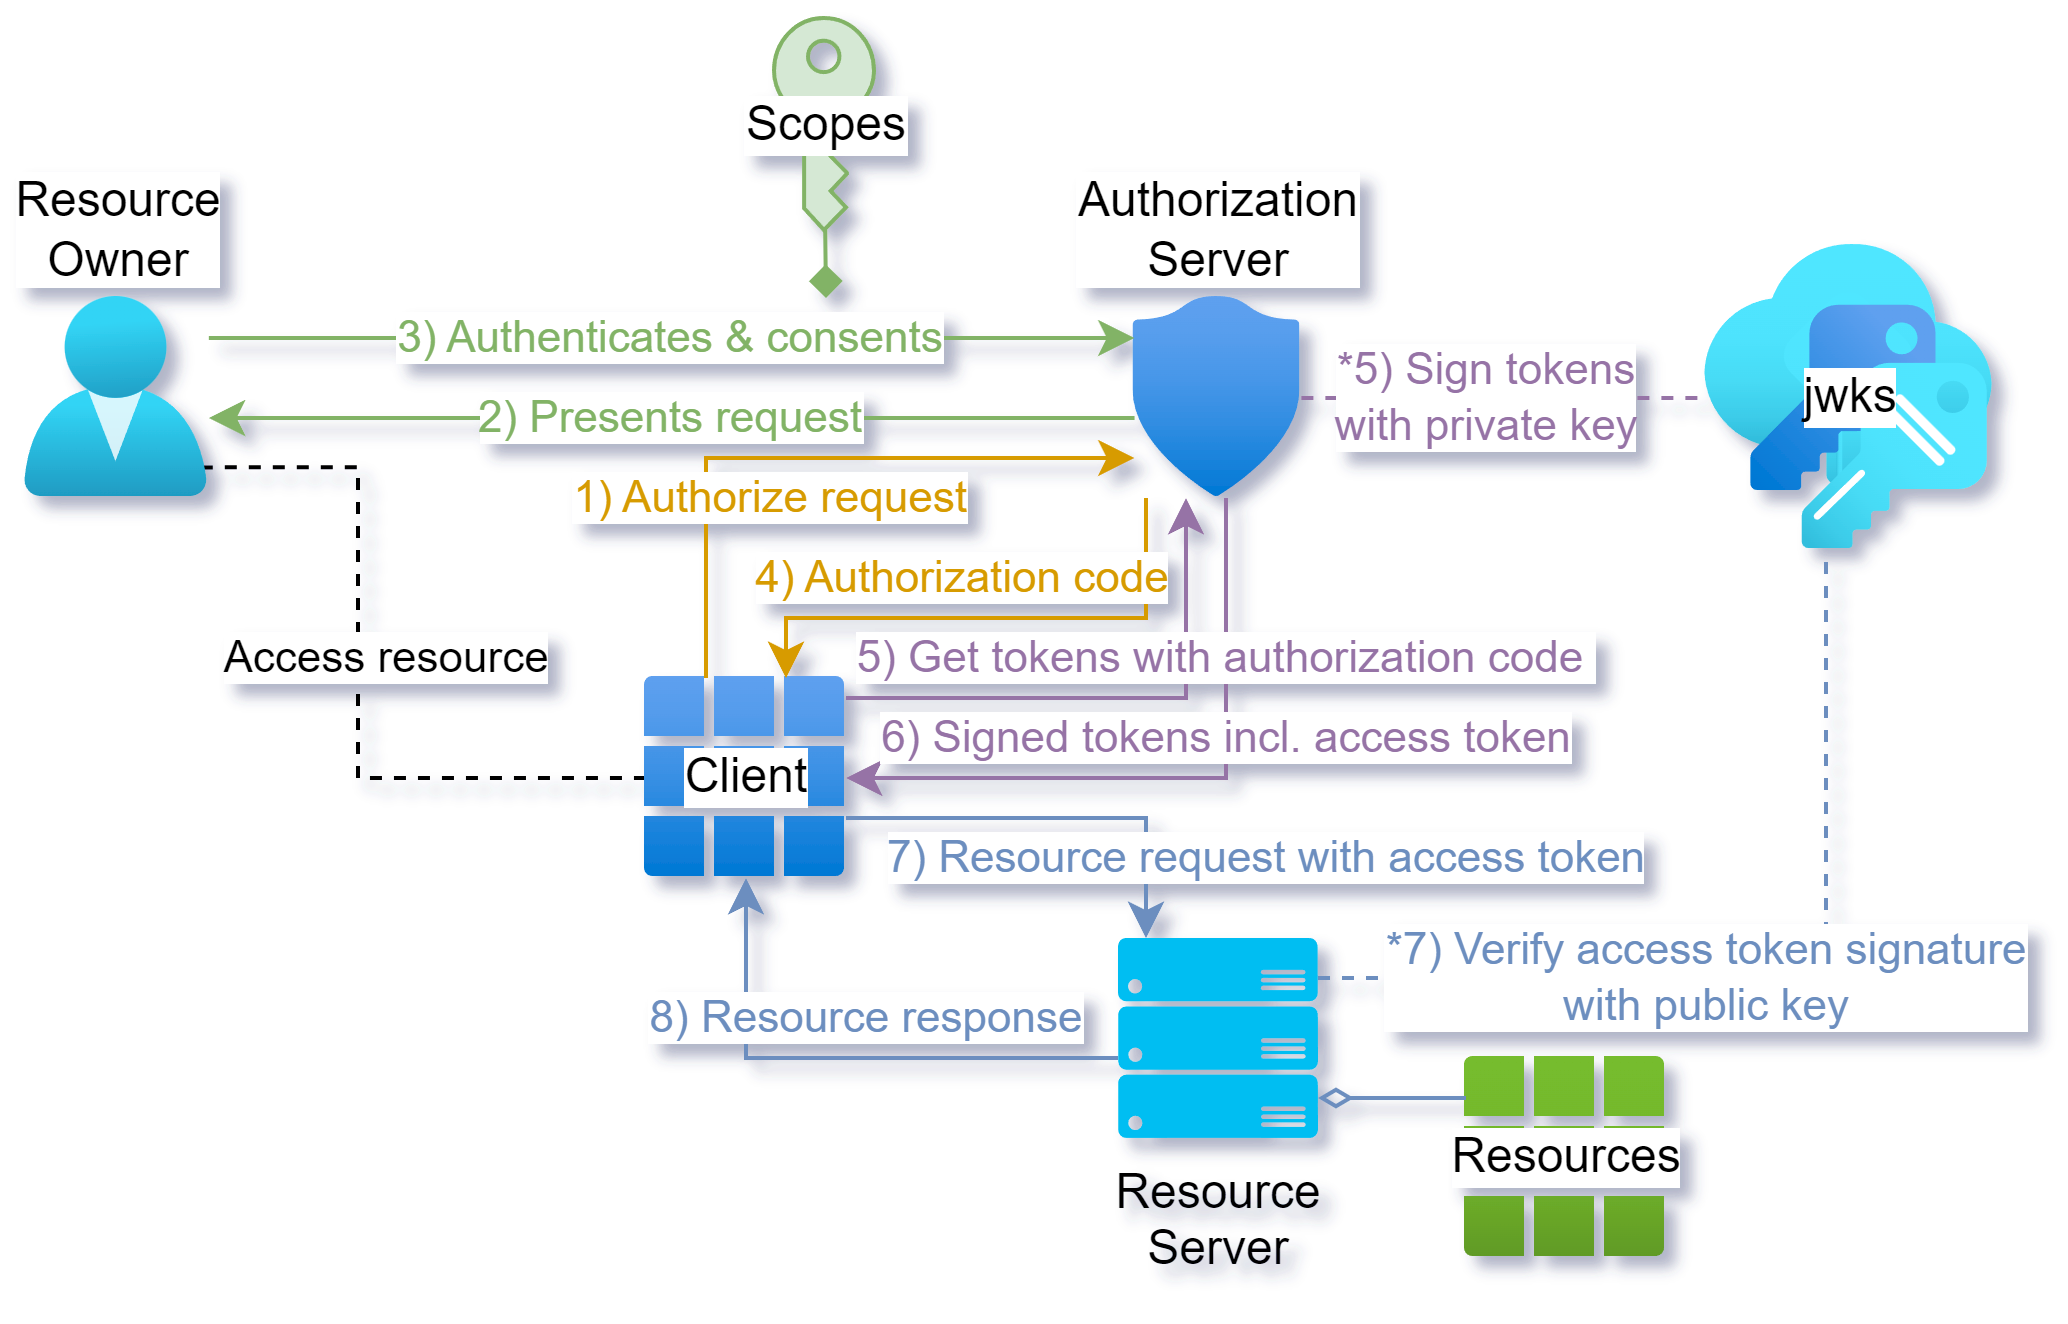 Scopes
Resource
Owner
Authorization
Server
3) Authenticates & consents
*5) Sign tokens
with private key
jwks
2) Presents request
1) Authorize request
4) Authorization code
Access resource
5) Get tokens with authorization code
6) Signed tokens incl. access token
Client
7) Resource request with access token
*7) Verify access token signature
with public key
8) Resource response
Resources
Resource
Server